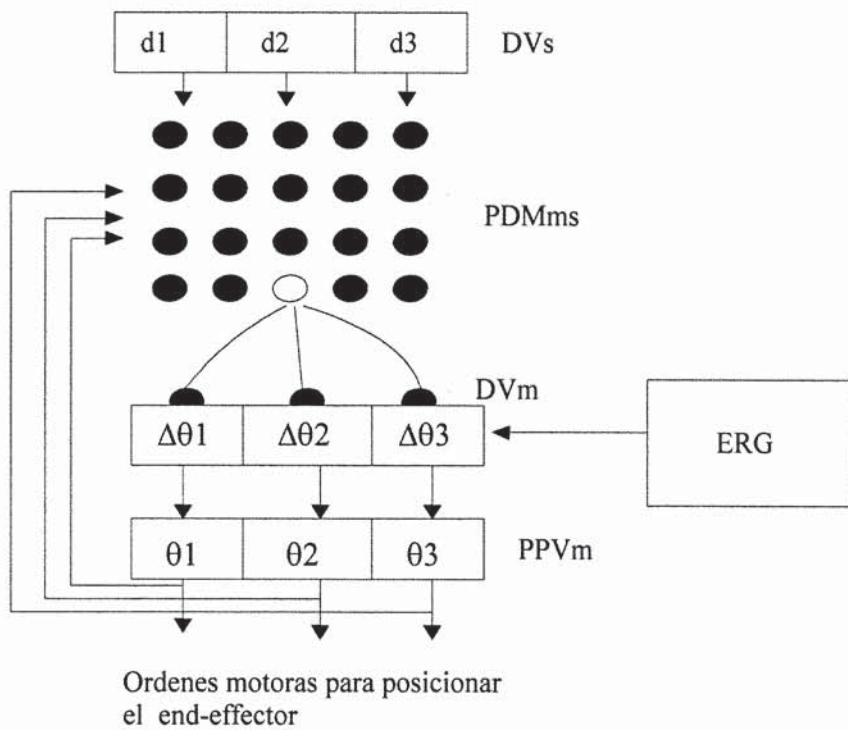 d1 d2 d3 DVs
PDMms
DVm
Δθ1 Δθ2 Δθ3
ERG
θ1 θ2 θ3 PPVm
Ordenes motoras para posicionar
el end-effector